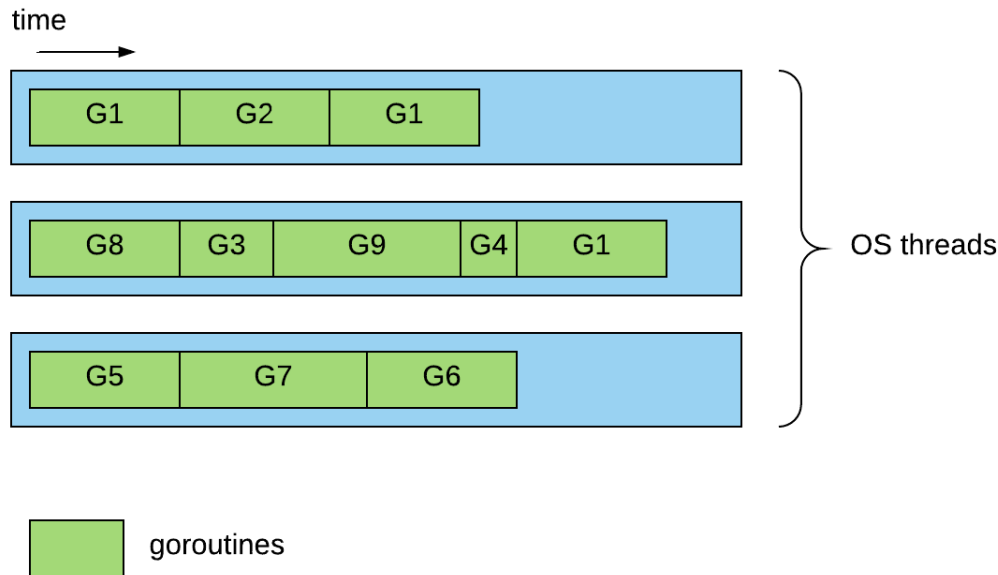 time
G1 G2 G1
G8 G3 G9 G4 G1
OS threads
G5 G7 G6
goroutines